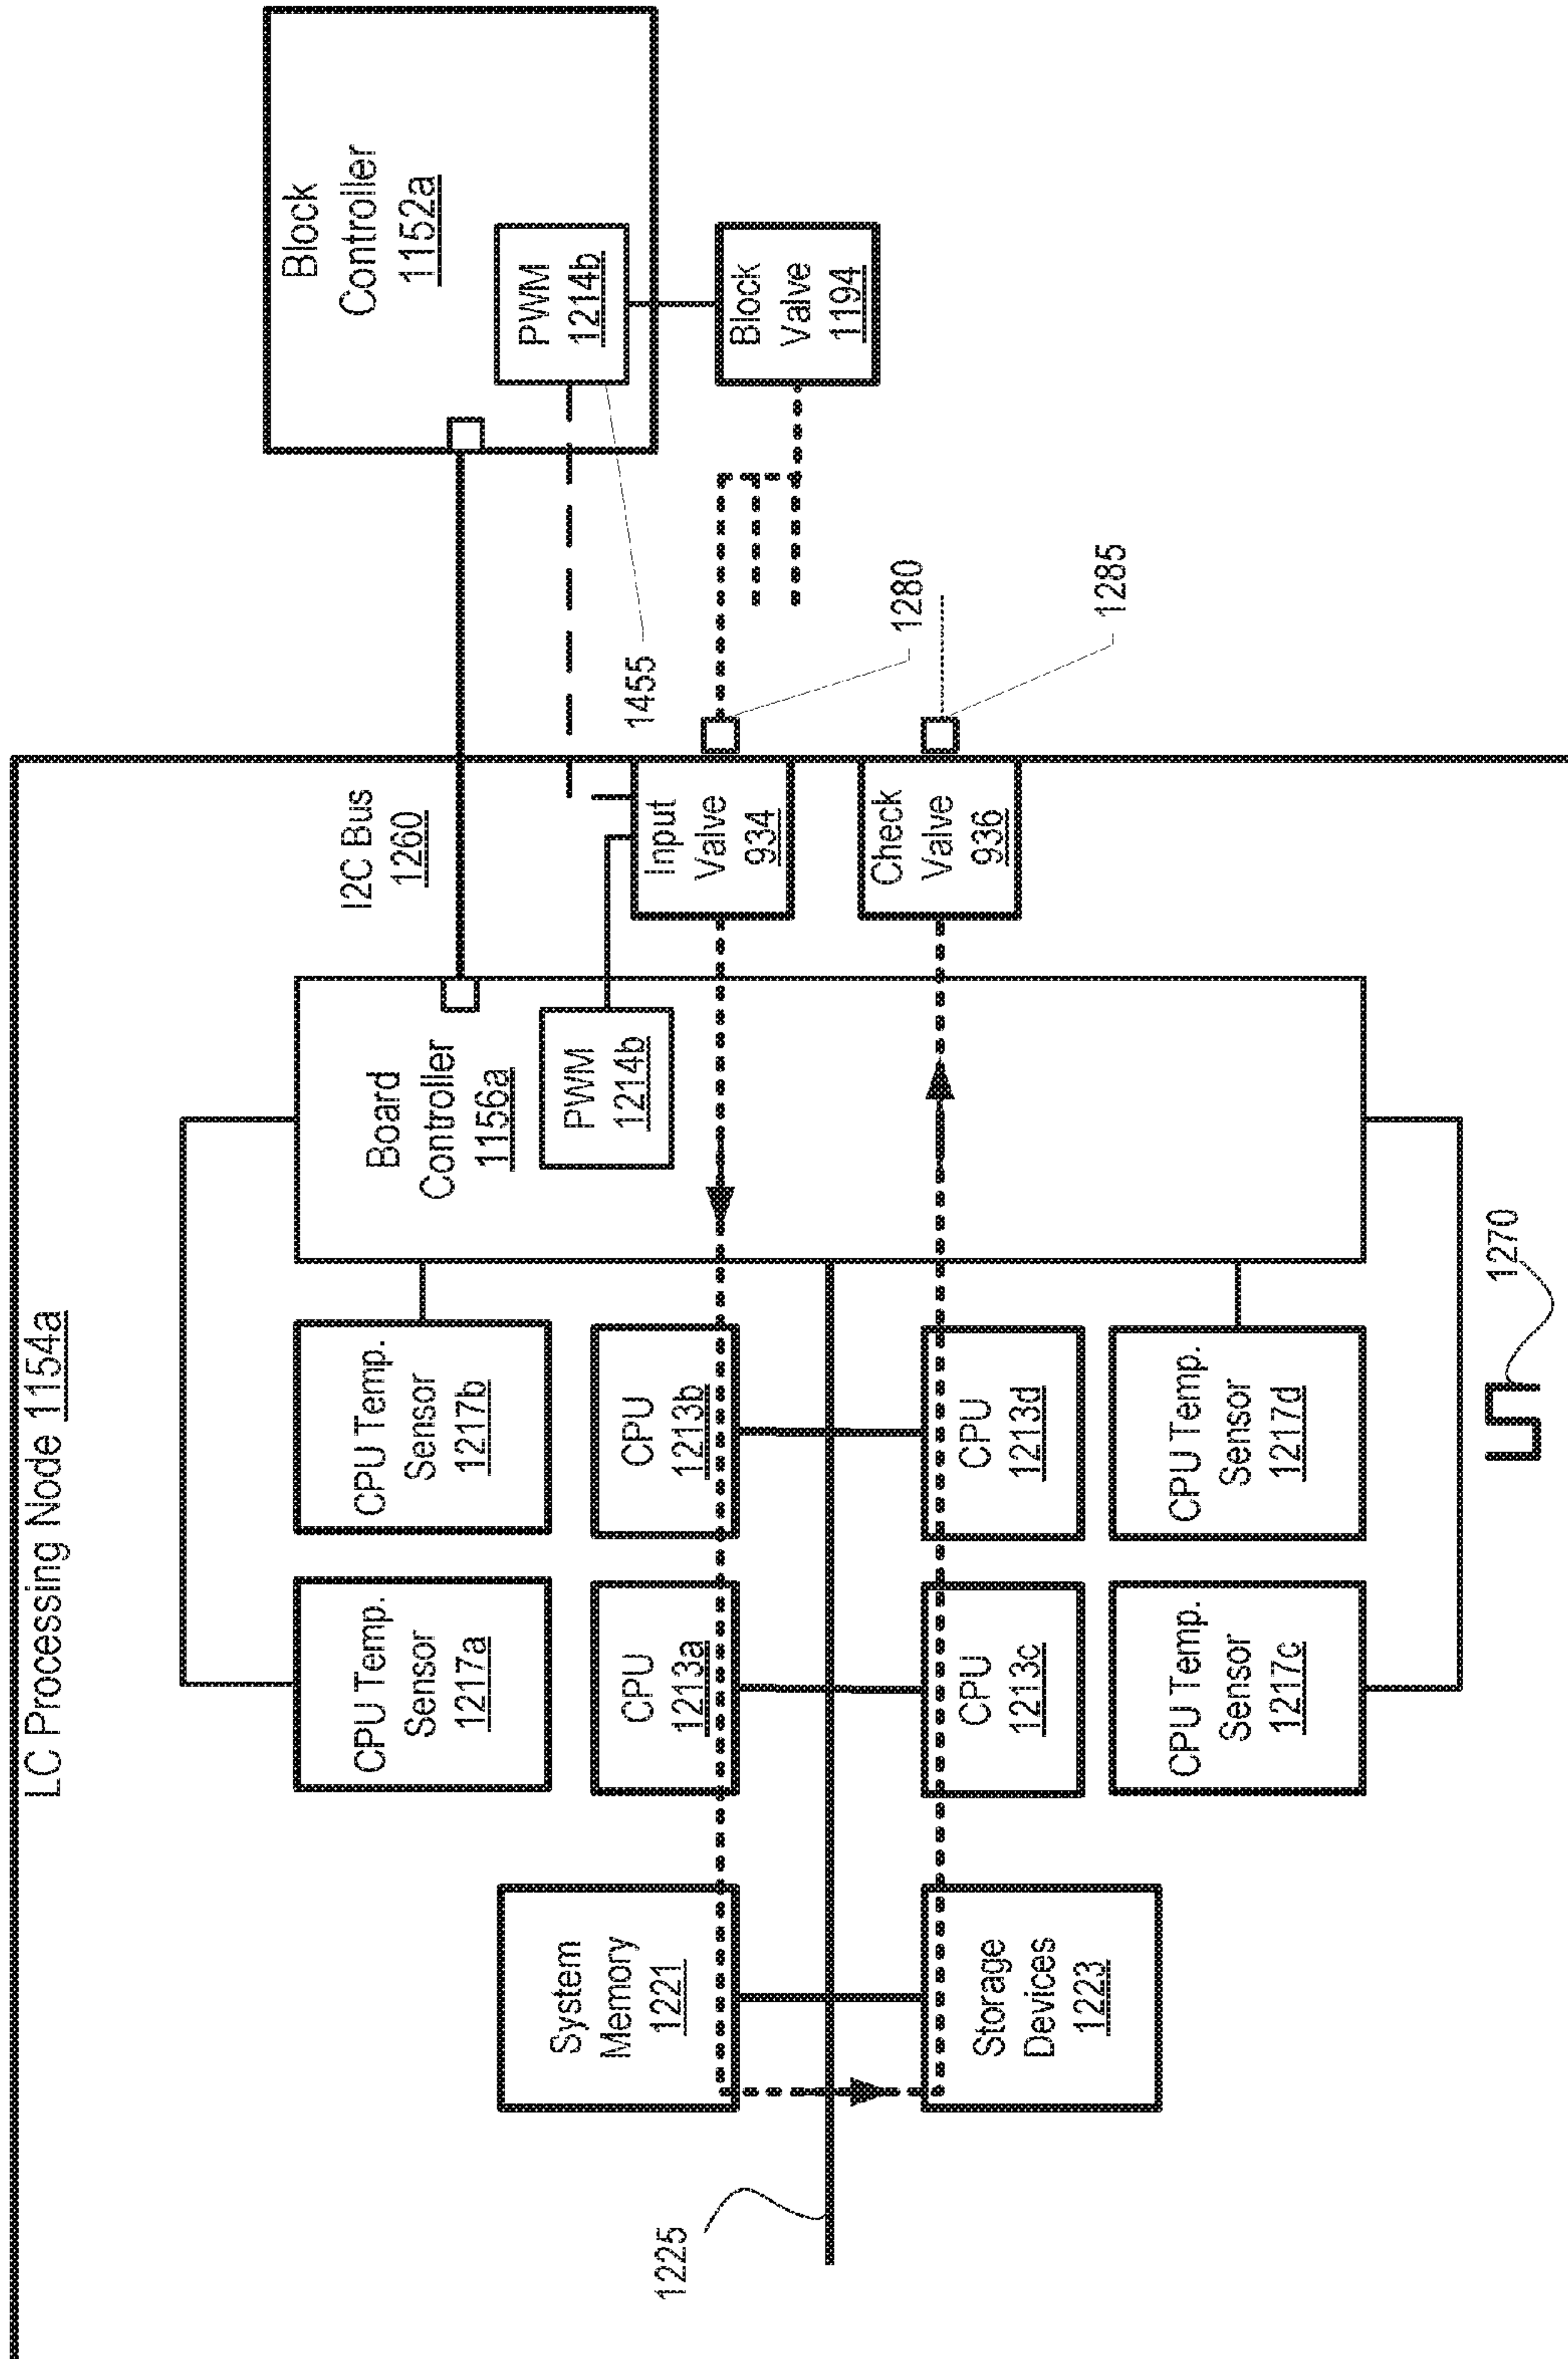 LC Processing Node 1154a
CPU Temp.
Sensor
1217a
CPU Temp.
Sensor
1217b
Board
Controller
1156a
PWM
1214b
I2C Bus
1260
Block
Controller
1152a
PWM
1214b
1455
Block
Valve
1194
System
Memory
1221
CPU
1213a
CPU
1213b
Input
Valve
934
1280
1225
Storage
Devices
1223
CPU
1213c
CPU
1213d
Check
Valve
936
1285
CPU Temp.
Sensor
1217c
CPU Temp.
Sensor
1217d
1270